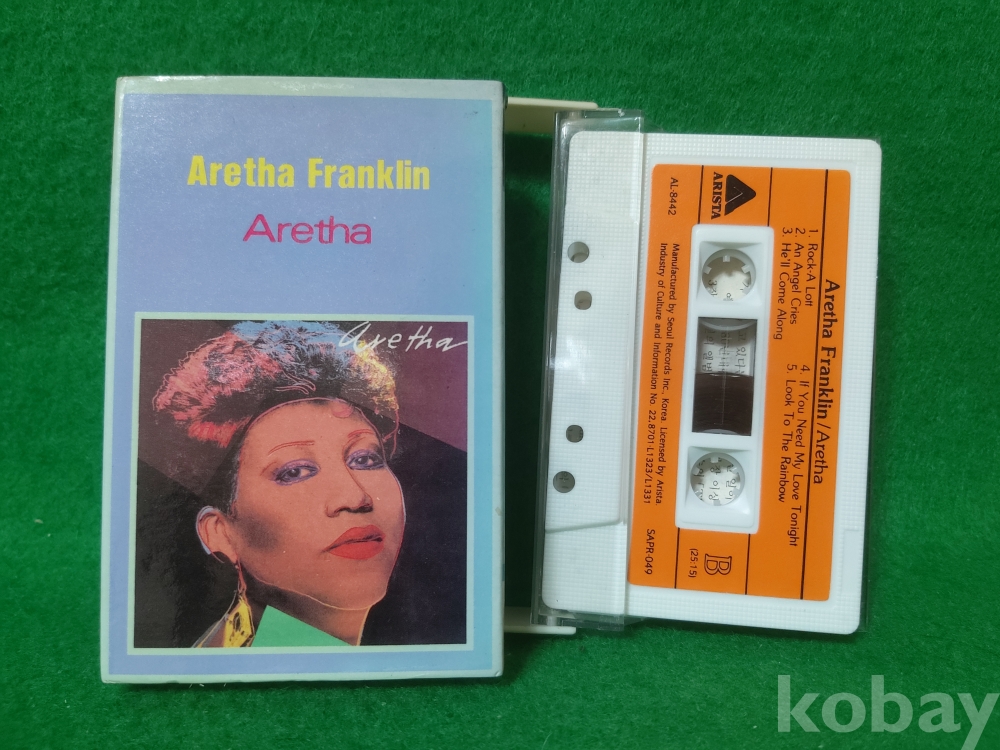 Aretha Franklin
Aretha
Aretha
ARISTA
AL-8442
Aretha Franklin/Aretha
1. Rock-A Lott
2. An Angel Cries
3. He'll Come Along
4. If You Need My Love Tonight
5. Look To The Rainbow
Manufactured by Seoul Records Inc., Korea. Licensed by Arista.
Industry of Culture and Information No. 22.8701-L1323/L1331
B
(25:15)
SAPR-049
kobay